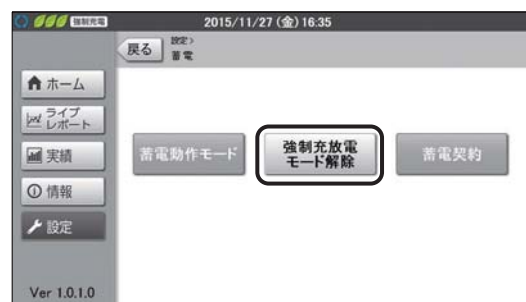 強制充電
2015/11/27 (金) 16:35
戻る
設定>
蓄電
ホーム
ライブ
レポート
実績
情報
設定
蓄電動作モード
強制充放電
モード解除
蓄電契約
Ver 1.0.1.0